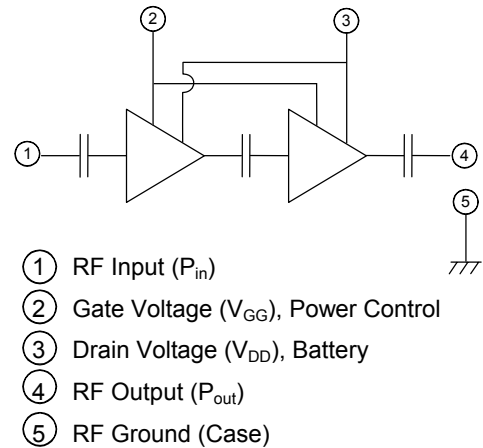 2 3
1 4
5
1 RF Input (Pin)
2 Gate Voltage (VGG), Power Control
3 Drain Voltage (VDD), Battery
4 RF Output (Pout)
5 RF Ground (Case)